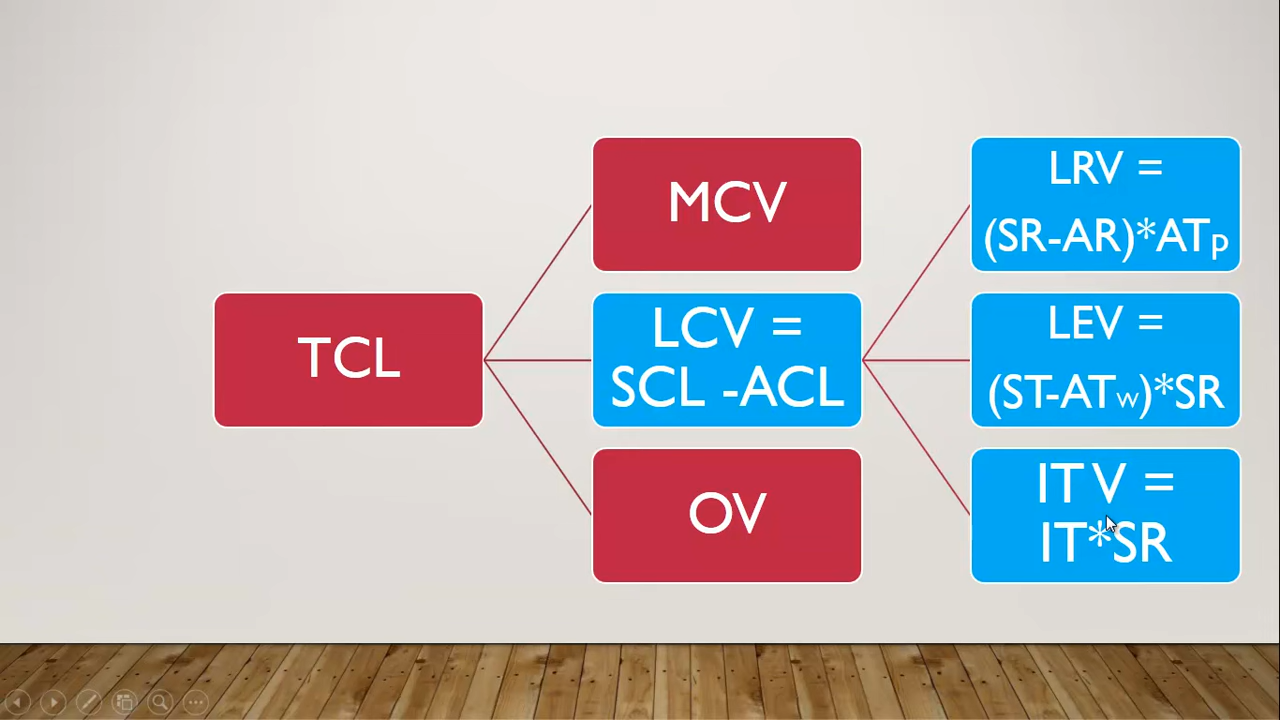 TCL
MCV
LCV =
SCL -ACL
OV
LRV =
(SR-AR)*ATP
LEV =
(ST-ATW)*SR
IT V =
IT*SR